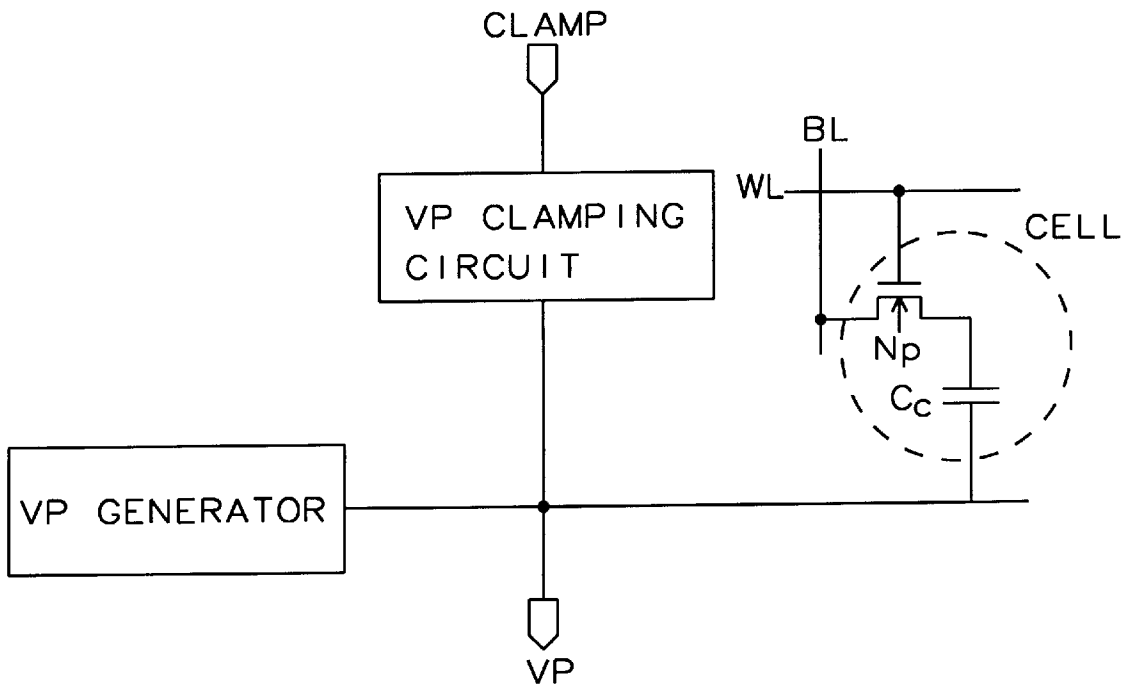 CLAMP
BL
WL
VP CLAMPING
CIRCUIT
CELL
Np
Cc
VP GENERATOR
VP